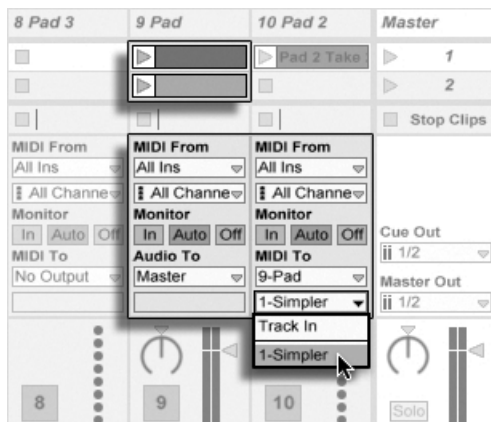 8 Pad 3
9 Pad
10 Pad 2
Master
Pad 2 Take
1
2
Stop Clips
MIDI From
All Ins
All Channe
Monitor
In Auto Off
MIDI To
No Output
MIDI From
All Ins
All Channe
Monitor
In Auto Off
Audio To
Master
MIDI From
All Ins
All Channe
Monitor
In Auto Off
MIDI To
9-Pad
1-Simpler
Track In
1-Simpler
Cue Out
ii 1/2
Master Out
ii 1/2
8
9
10
Solo